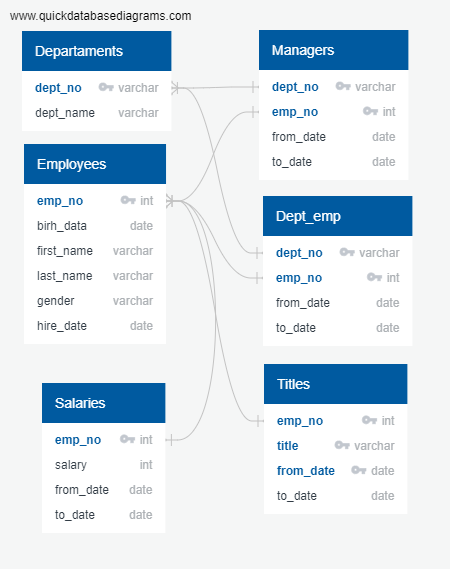 www.quickdatabasediagrams.com
Departaments
dept_no varchar
dept_name varchar
Managers
dept_no varchar
emp_no int
from_date date
to_date date
Employees
emp_no int
birh_data date
first_name varchar
last_name varchar
gender varchar
hire_date date
Dept_emp
dept_no varchar
emp_no int
from_date date
to_date date
Salaries
emp_no int
salary int
from_date date
to_date date
Titles
emp_no int
title varchar
from_date date
to_date date